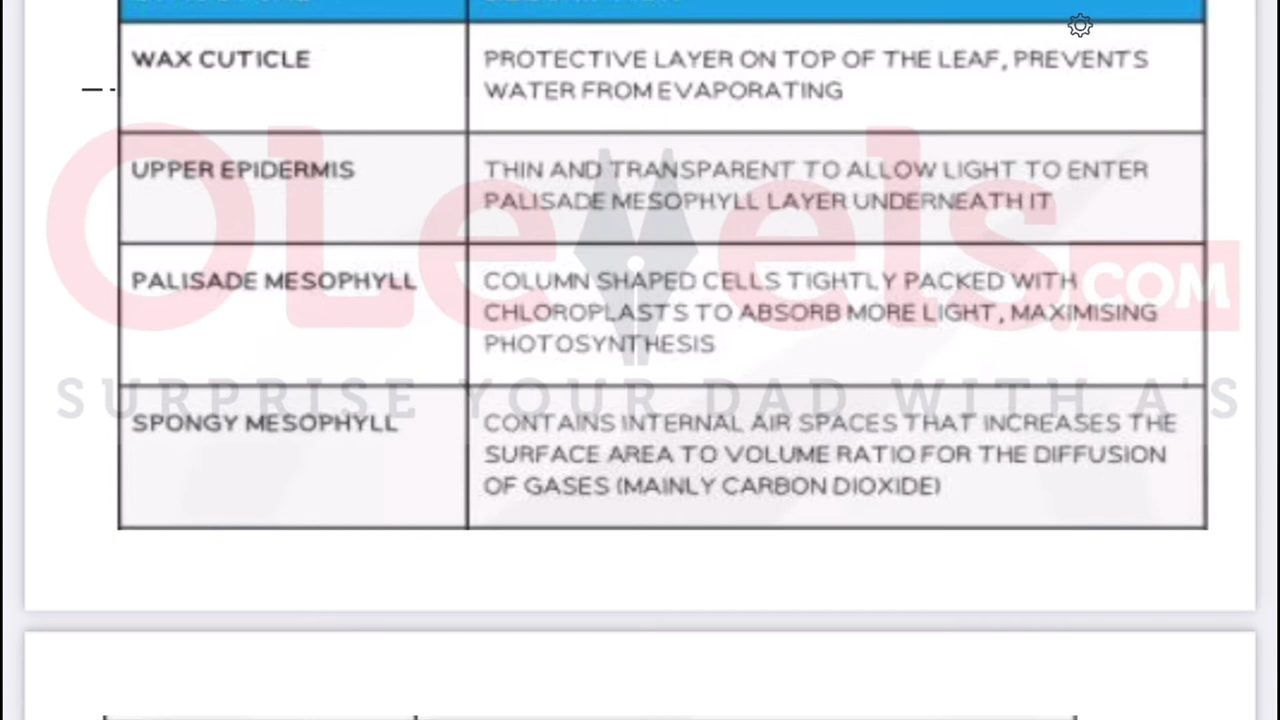 WAX CUTICLE
PROTECTIVE LAYER ON TOP OF THE LEAF, PREVENTS
WATER FROM EVAPORATING
UPPER EPIDERMIS
THIN AND TRANSPARENT TO ALLOW LIGHT TO ENTER
PALISADE MESOPHYLL LAYER UNDERNEATH IT
PALISADE MESOPHYLL
COLUMN SHAPED CELLS TIGHTLY PACKED WITH
CHLOROPLASTS TO ABSORB MORE LIGHT, MAXIMISING
PHOTOSYNTHESIS
SPONGY MESOPHYLL
CONTAINS INTERNAL AIR SPACES THAT INCREASES THE
SURFACE AREA TO VOLUME RATIO FOR THE DIFFUSION
OF GASES (MAINLY CARBON DIOXIDE)
OLevels.COM
SURPRISE YOUR DAD WITH A'S